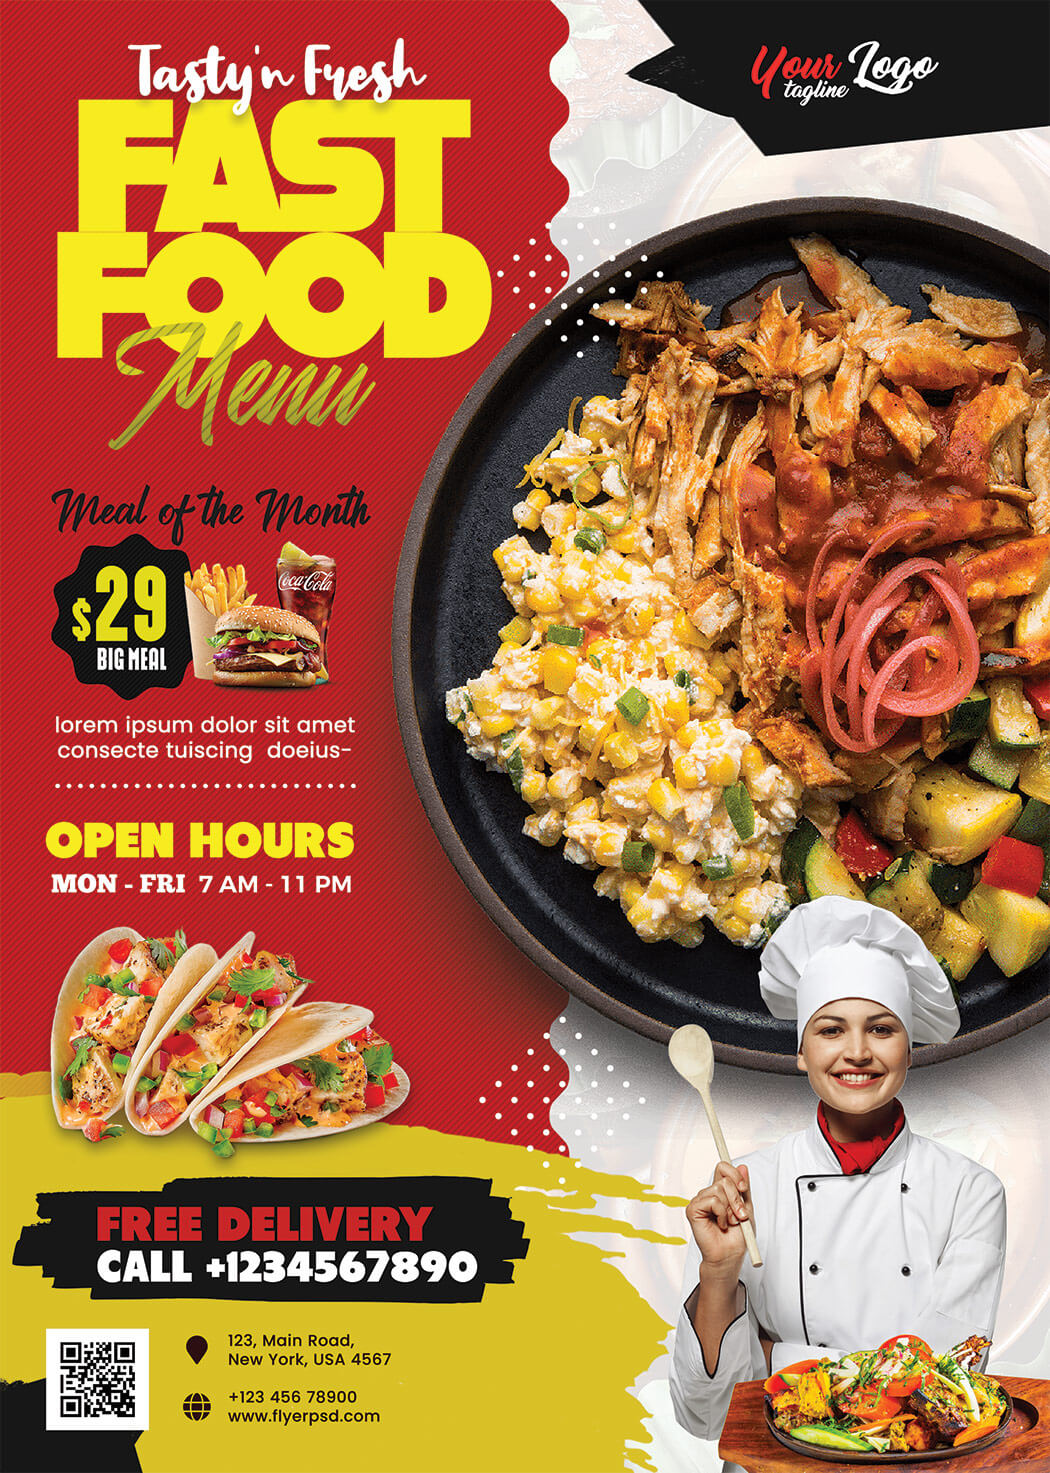 Tasty'n Fresh
FAST
FOOD
Menu
Your Logo
tagline
Meal of the Month
$29
BIG MEAL
Coca-Cola
lorem ipsum dolor sit amet
consecte tuiscing doeius-
OPEN HOURS
MON - FRI 7 AM - 11 PM
FREE DELIVERY
CALL +1234567890
123, Main Road,
New York, USA 4567
+123 456 78900
www.flyerpsd.com